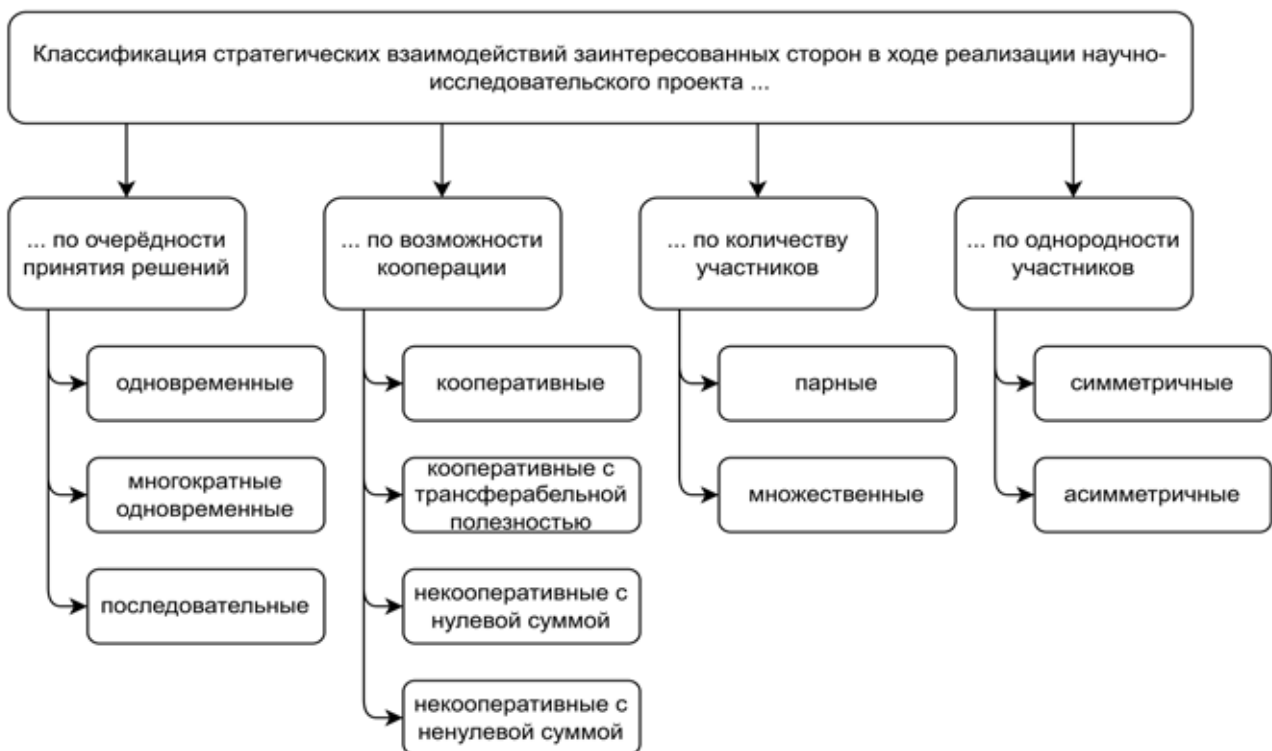 Классификация стратегических взаимодействий заинтересованных сторон в ходе реализации научно-
исследовательского проекта ...
... по очерёдности
принятия решений
одновременные
многократные
одновременные
последовательные
... по возможности
кооперации
кооперативные
кооперативные с
трансферабельной
полезностью
некооперативные с
нулевой суммой
некооперативные с
ненулевой суммой
... по количеству
участников
парные
множественные
... по однородности
участников
симметричные
асимметричные